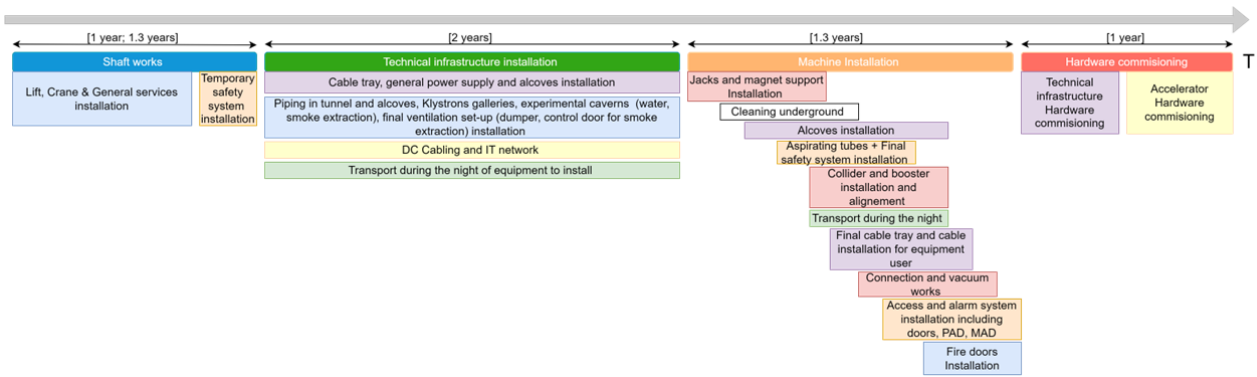 [1 year; 1.3 years]
[2 years]
[1.3 years]
[1 year]
T
Shaft works
Technical infrastructure installation
Machine Installation
Hardware commisioning
Lift, Crane & General services
installation
Temporary
safety
system
installation
Cable tray, general power supply and alcoves installation
Piping in tunnel and alcoves, Klystrons galleries, experimental caverns (water,
smoke extraction), final ventilation set-up (dumper, control door for smoke
extraction) installation
DC Cabling and IT network
Transport during the night of equipment to install
Jacks and magnet support
Installation
Cleaning underground
Alcoves installation
Aspirating tubes + Final
safety system installation
Collider and booster
installation and
alignement
Transport during the night
Final cable tray and cable
installation for equipment
user
Connection and vacuum
works
Access and alarm system
installation including
doors, PAD, MAD
Fire doors
Installation
Technical
infrastructure
Hardware
commisioning
Accelerator
Hardware
commisioning